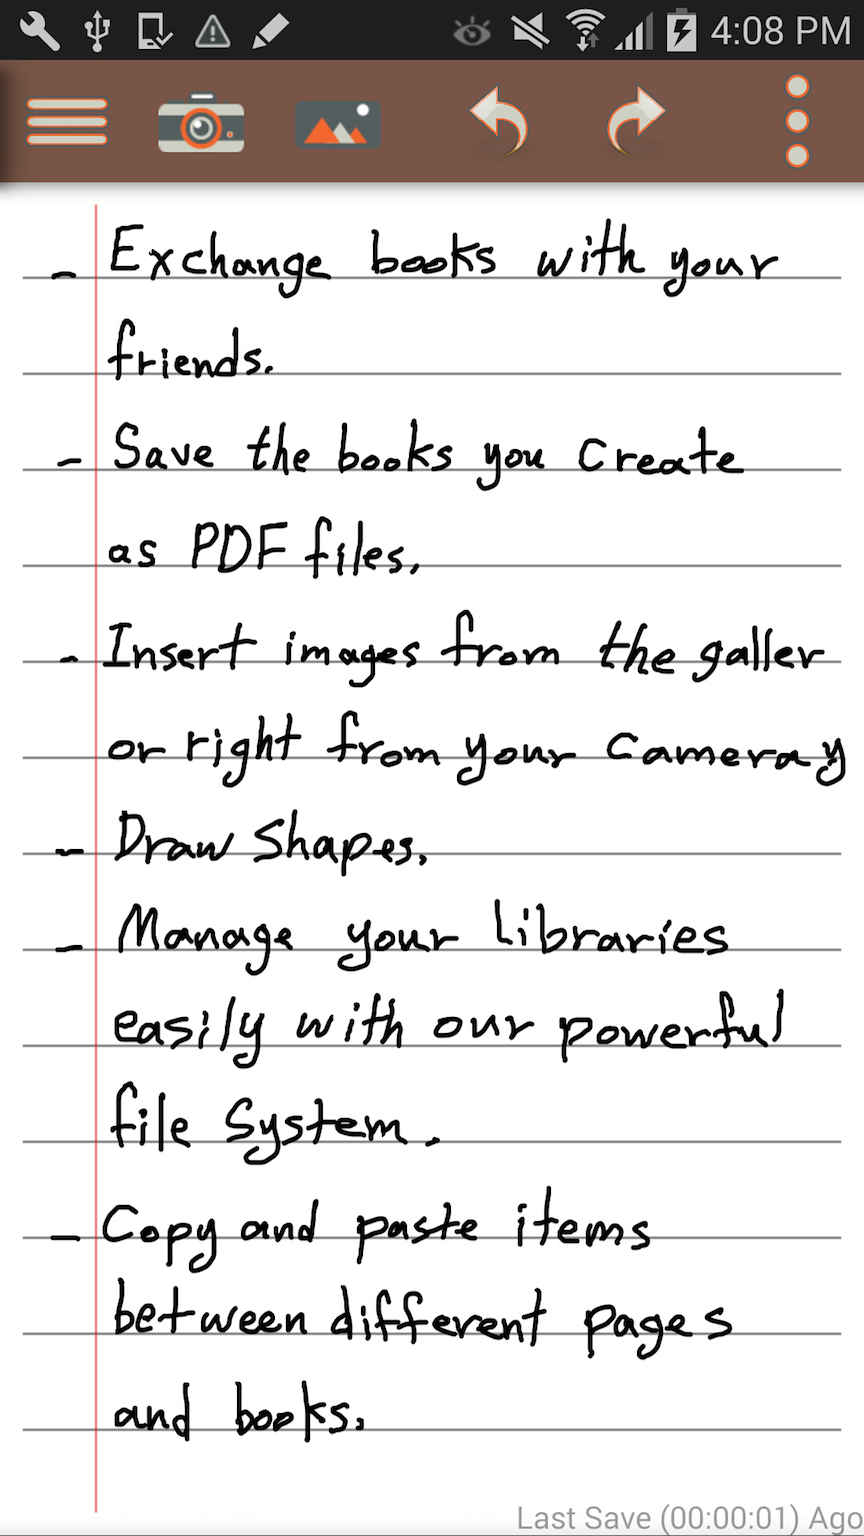 4:08 PM
- Exchange books with your
friends.
- Save the books you create
as PDF files.
- Insert images from the galler
or right from your cameray
- Draw Shapes.
- Manage your libraries
easily with our powerful
file System.
- Copy and paste items
between different pages
and books.
Last Save (00:00:01) Ago